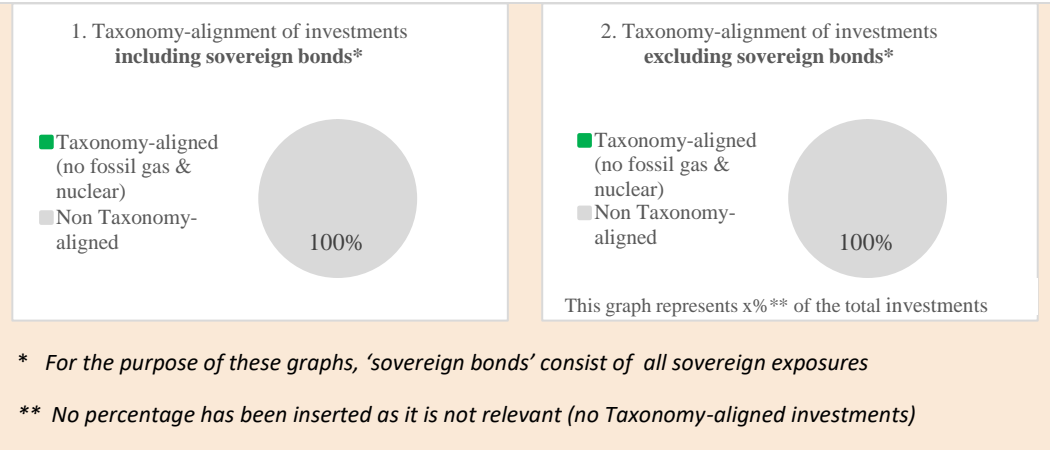 1. Taxonomy-alignment of investments
including sovereign bonds*
Taxonomy-aligned
(no fossil gas &
nuclear)
Non Taxonomy-
aligned
100%
2. Taxonomy-alignment of investments
excluding sovereign bonds*
Taxonomy-aligned
(no fossil gas &
nuclear)
Non Taxonomy-
aligned
100%
This graph represents x%** of the total investments
* For the purpose of these graphs, ‘sovereign bonds’ consist of all sovereign exposures
** No percentage has been inserted as it is not relevant (no Taxonomy-aligned investments)